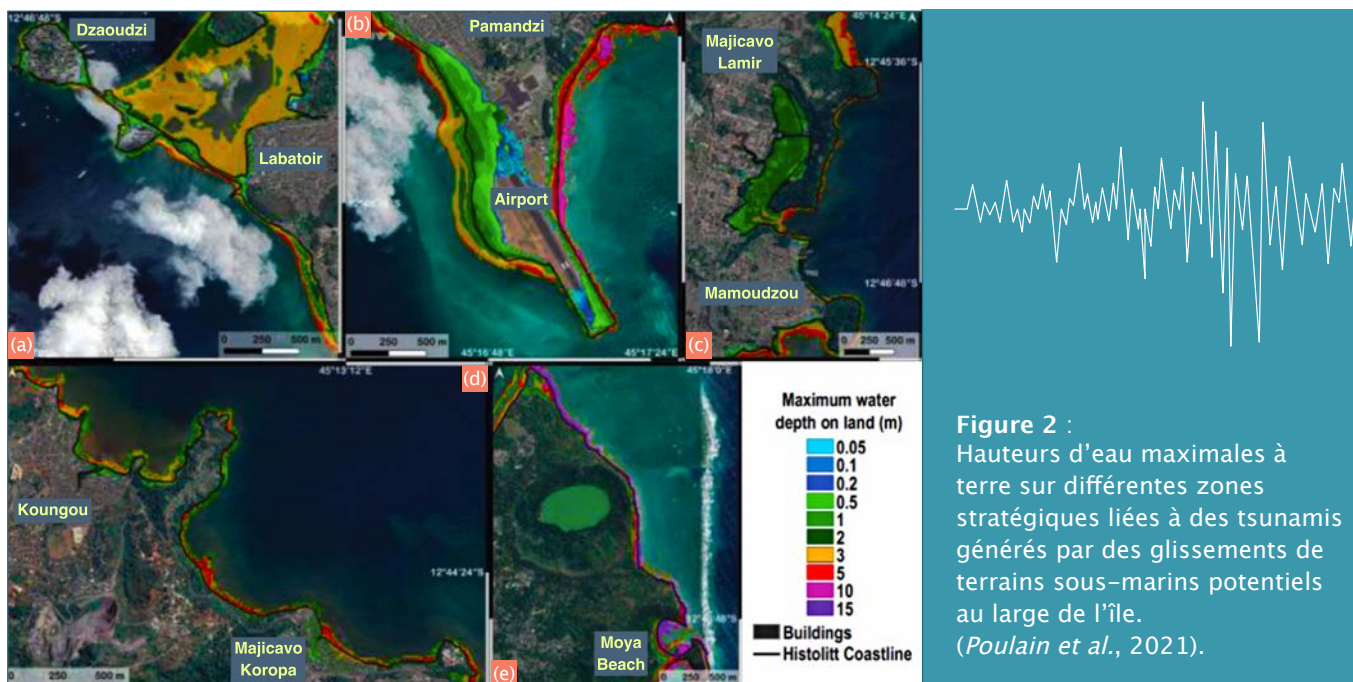 12°46'48"S
Dzaoudzi
Labatoir
0 250 500 m
(a)
(b)
Pamandzi
Airport
0 250 500 m
45°16'48"E
45°17'24"E
45°14'24"E
Majicavo
Lamir
12°45'36"S
Mamoudzou
12°46'48"S
0 250 500 m
(c)
45°13'12"E
(d)
Koungou
12°44'24"S
Majicavo
Koropa
0 250 500 m
45°18'0"E
Moya
Beach
(e)
Maximum water
depth on land (m)
0.05
0.1
0.2
0.5
1
2
3
5
10
15
Buildings
Histolitt Coastline
Figure 2 :
Hauteurs d'eau maximales à
terre sur différentes zones
stratégiques liées à des tsunamis
générés par des glissements de
terrains sous-marins potentiels
au large de l'île.
(Poulain et al., 2021).